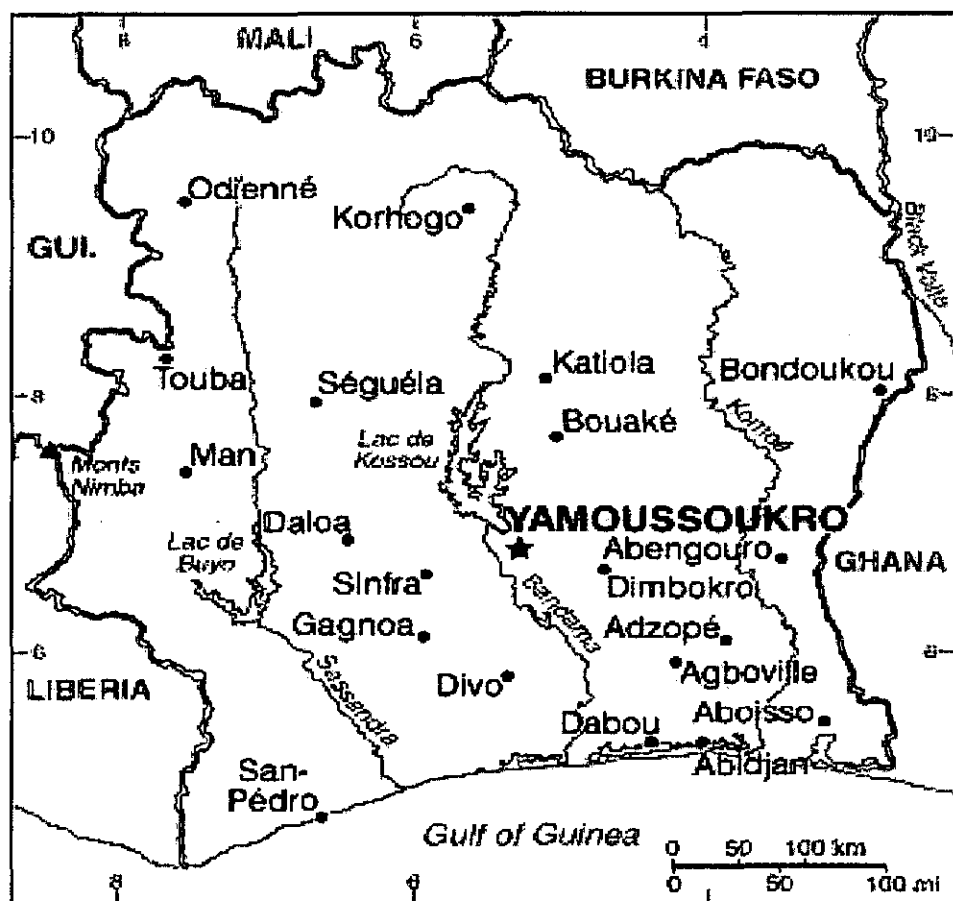 8 6 4
MALI
BURKINA FASO
10 10
Odienné
Korhogo
Black Volta
GUI.
Touba
Katiola
Bondoukou
8 8
Séguéla
Bouaké
Lac de
Kossou
Komoé
Man
Monts
Nimba
YAMOUSSOUKRO
Daloa
Lac de
Buyo
Abengouro
GHANA
Sinfra
Dimbokro
Bandama
Gagnoa
Adzopé
6 6
LIBERIA
Sassandra
Divo
Agboville
Dabou
Aboisso
Abidjan
San-
Pédro
Gulf of Guinea
0 50 100 km
0 50 100 mi
8 6